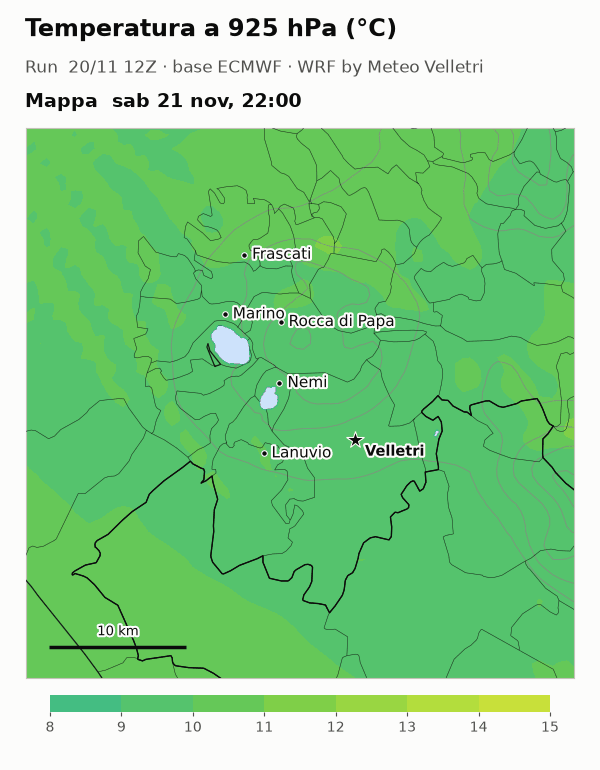 Temperatura a 925 hPa (°C)
Run 20/11 12Z · base ECMWF · WRF by Meteo Velletri
Mappa sab 21 nov, 22:00
Frascati
Marino
Rocca di Papa
Nemi
Velletri
Lanuvio
10 km
8 9 10 11 12 13 14 15